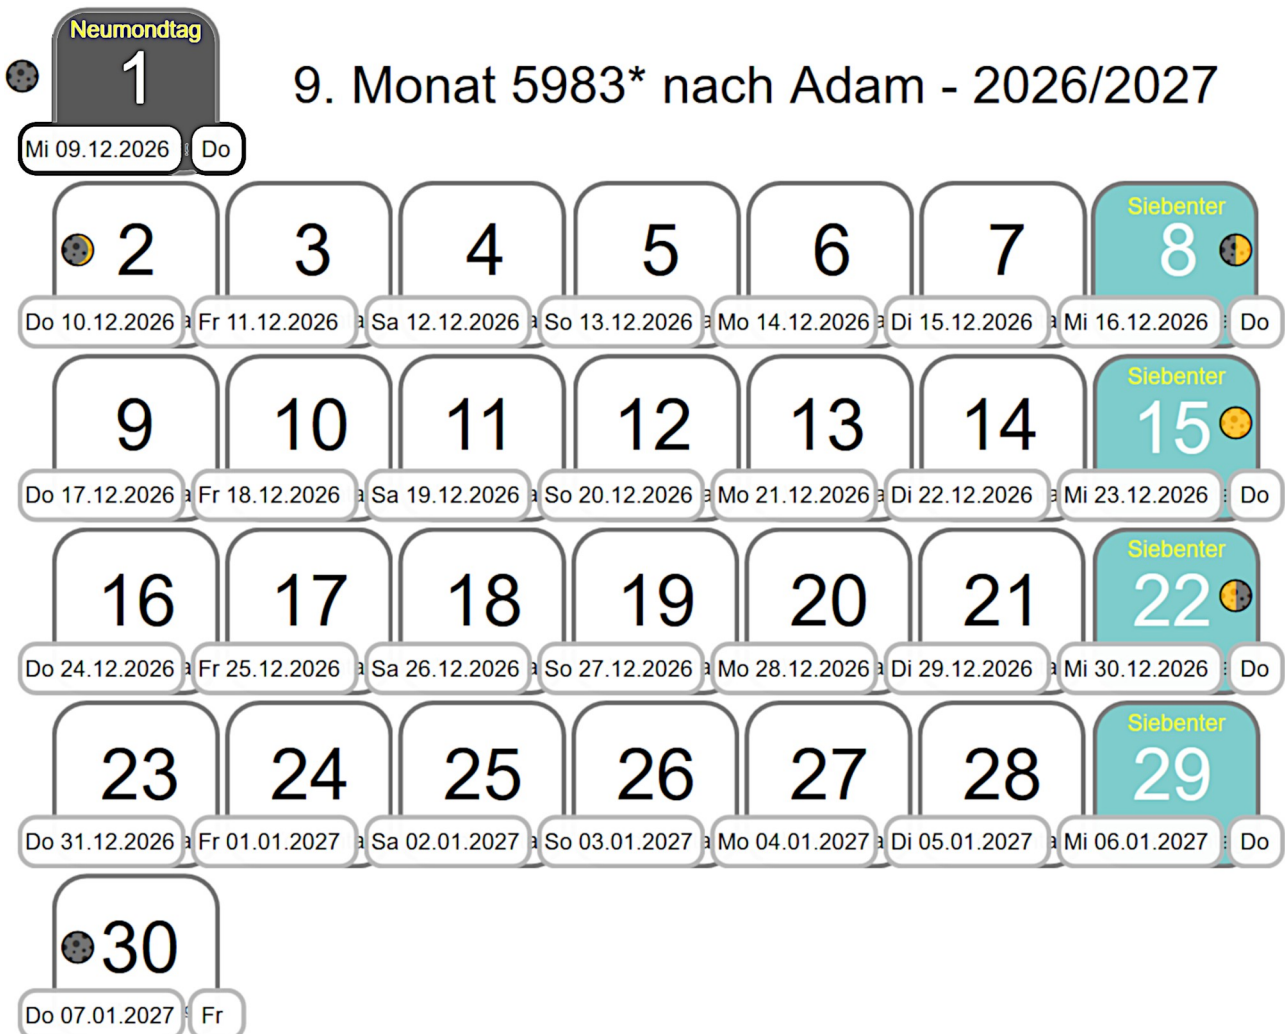 Neumondtag
1
9. Monat 5983* nach Adam - 2026/2027
Mi 09.12.2026 Do
Siebenter
2 3 4 5 6 7 8
Do 10.12.2026 Fr 11.12.2026 Sa 12.12.2026 So 13.12.2026 Mo 14.12.2026 Di 15.12.2026 Mi 16.12.2026 Do
Siebenter
9 10 11 12 13 14 15
Do 17.12.2026 Fr 18.12.2026 Sa 19.12.2026 So 20.12.2026 Mo 21.12.2026 Di 22.12.2026 Mi 23.12.2026 Do
Siebenter
16 17 18 19 20 21 22
Do 24.12.2026 Fr 25.12.2026 Sa 26.12.2026 So 27.12.2026 Mo 28.12.2026 Di 29.12.2026 Mi 30.12.2026 Do
Siebenter
23 24 25 26 27 28 29
Do 31.12.2026 Fr 01.01.2027 Sa 02.01.2027 So 03.01.2027 Mo 04.01.2027 Di 05.01.2027 Mi 06.01.2027 Do
30
Do 07.01.2027 Fr